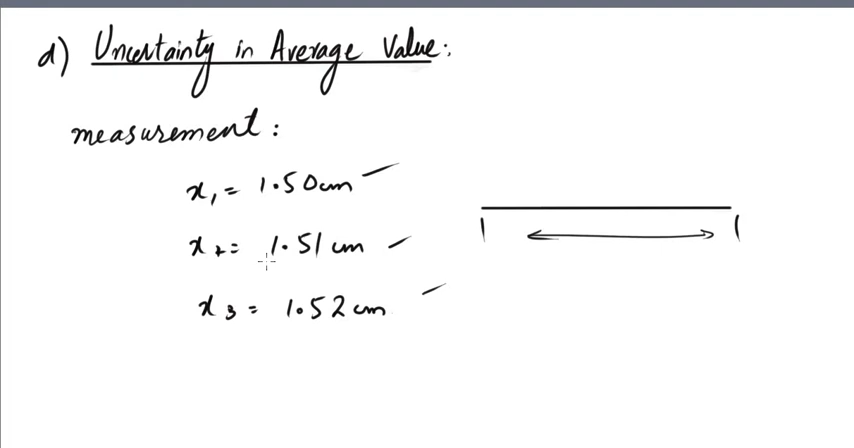 d) Uncertainty in Average Value:
measurement:
x₁ = 1.50cm
x₂ = 1.51 cm
x₃ = 1.52 cm